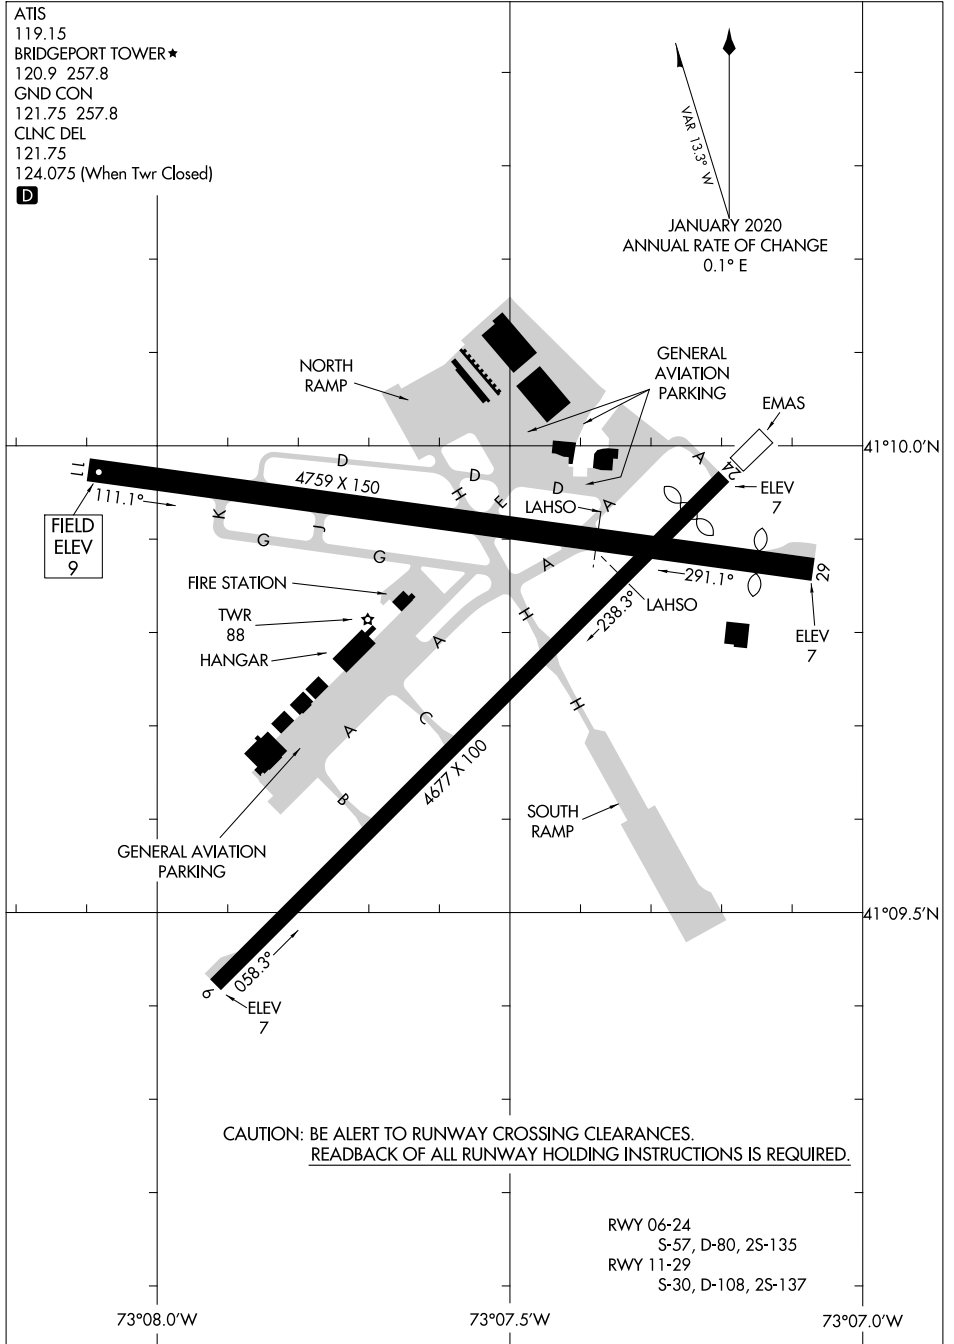 ATIS
119.15
BRIDGEPORT TOWER★
120.9 257.8
GND CON
121.75 257.8
CLNC DEL
121.75
124.075 (When Twr Closed)
D
VAR 13.3° W
JANUARY 2020
ANNUAL RATE OF CHANGE
0.1° E
NORTH
RAMP
GENERAL
AVIATION
PARKING
EMAS
41°10.0'N
11
111.1°
4759 X 150
D
D
D
H
E
A
A
24
ELEV
7
LAHSO
FIELD
ELEV
9
K
J
G
G
A
291.1°
29
FIRE STATION
TWR
88
HANGAR
H
238.3°
LAHSO
ELEV
7
A
A
C
B
H
4677 X 100
SOUTH
RAMP
GENERAL AVIATION
PARKING
41°09.5'N
058.3°
6
ELEV
7
CAUTION: BE ALERT TO RUNWAY CROSSING CLEARANCES.
READBACK OF ALL RUNWAY HOLDING INSTRUCTIONS IS REQUIRED.
RWY 06-24
S-57, D-80, 2S-135
RWY 11-29
S-30, D-108, 2S-137
73°08.0'W
73°07.5'W
73°07.0'W